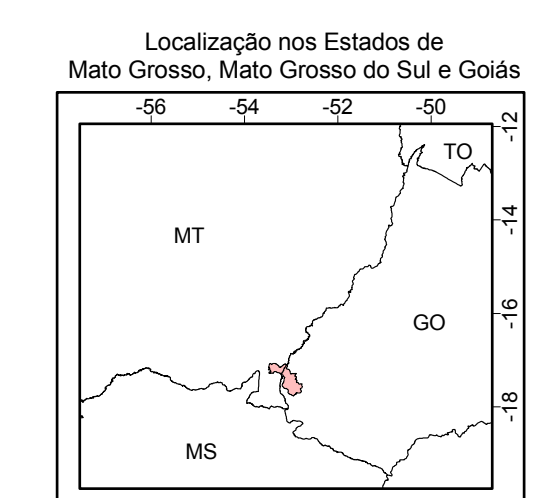 Localização nos Estados de
Mato Grosso, Mato Grosso do Sul e Goiás
-56 -54 -52 -50
-12
TO
-14
MT
-16
GO
-18
MS